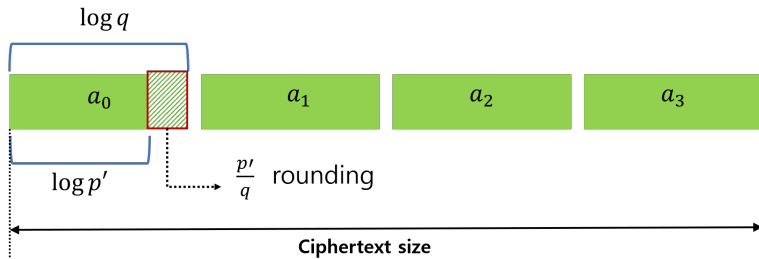 log q
a₀ a₁ a₂ a₃
log p′
p′/q rounding
Ciphertext size